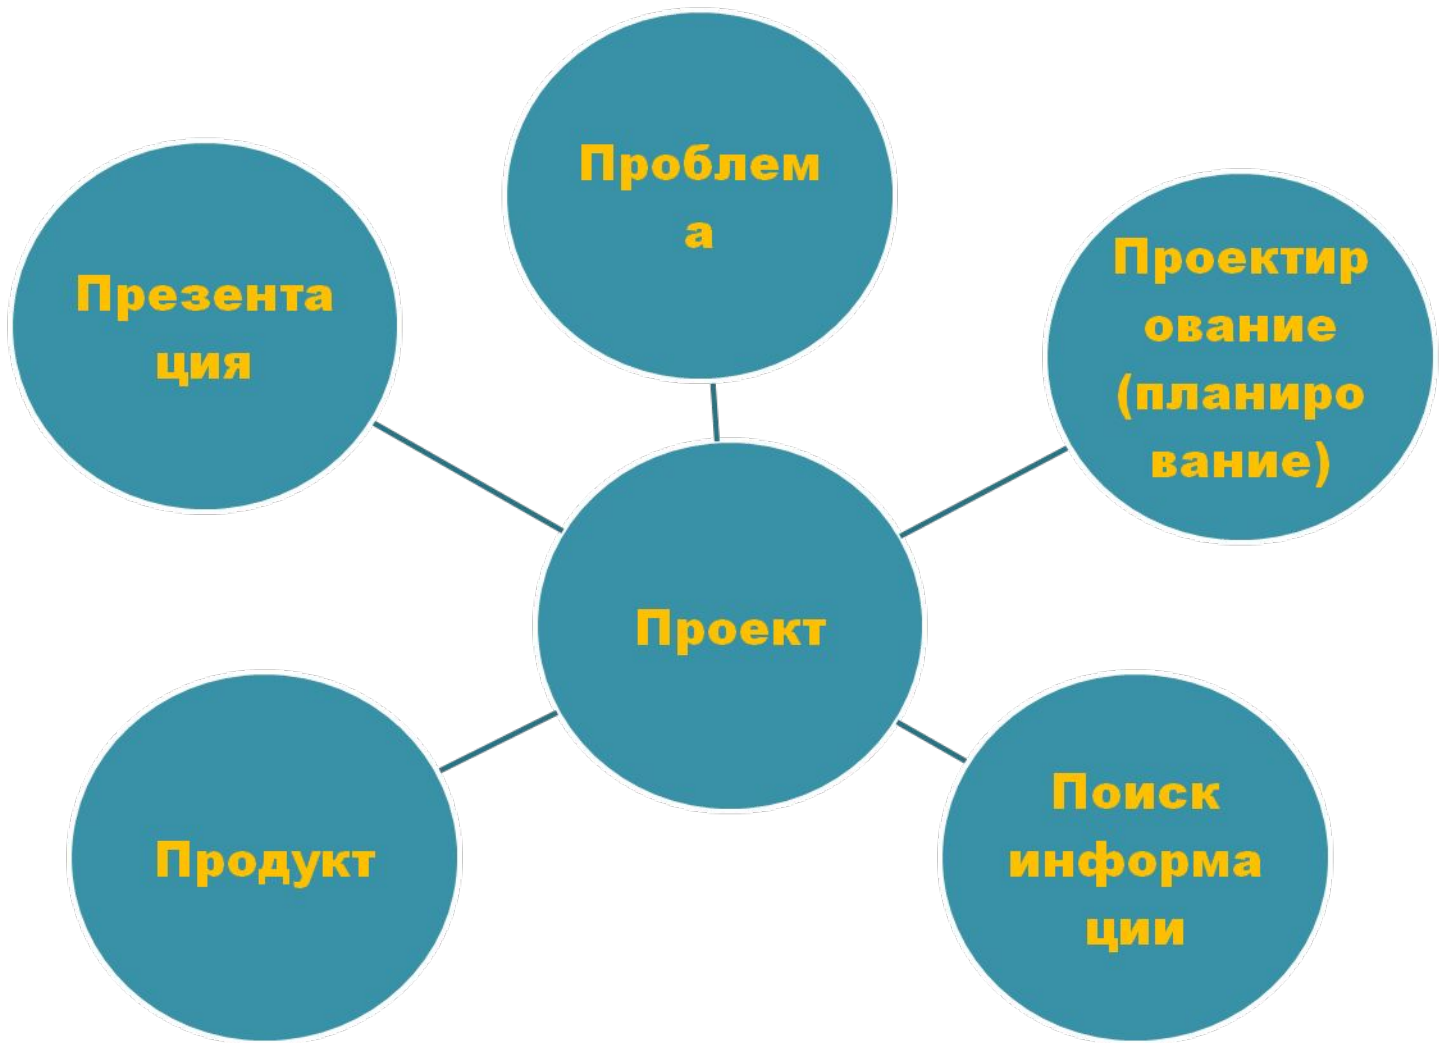 Проблем
а
Проектир
ование
(планиро
вание)
Презента
ция
Проект
Поиск
информа
ции
Продукт